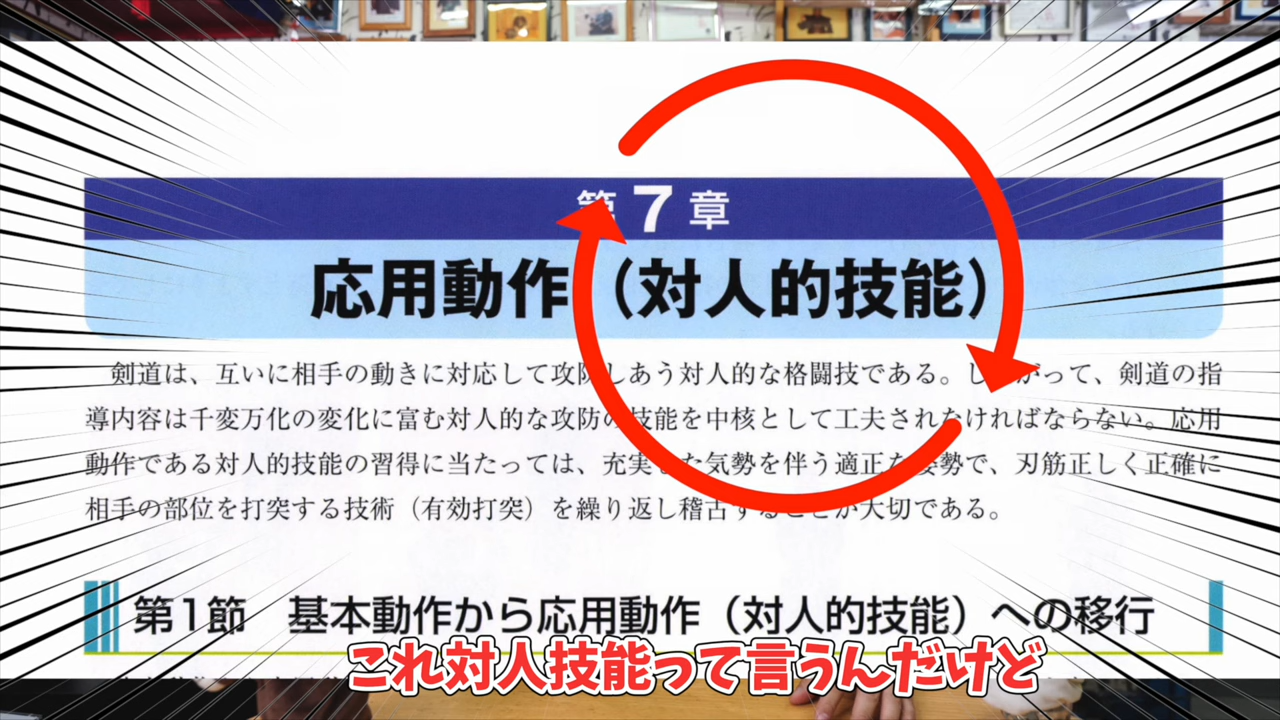 第7章
応用動作（対人的技能）
剣道は、互いに相手の動きに対応して攻防しあう対人的な格闘技である。したがって、剣道の指
導内容は千変万化の変化に富む対人的な攻防の技能を中核として工夫されなければならない。応用
動作である対人的技能の習得に当たっては、充実した気勢を伴う適正な姿勢で、刃筋正しく正確に
相手の部位を打突する技術（有効打突）を繰り返し稽古することが大切である。
第1節　基本動作から応用動作（対人的技能）への移行
これ対人技能って言うんだけど